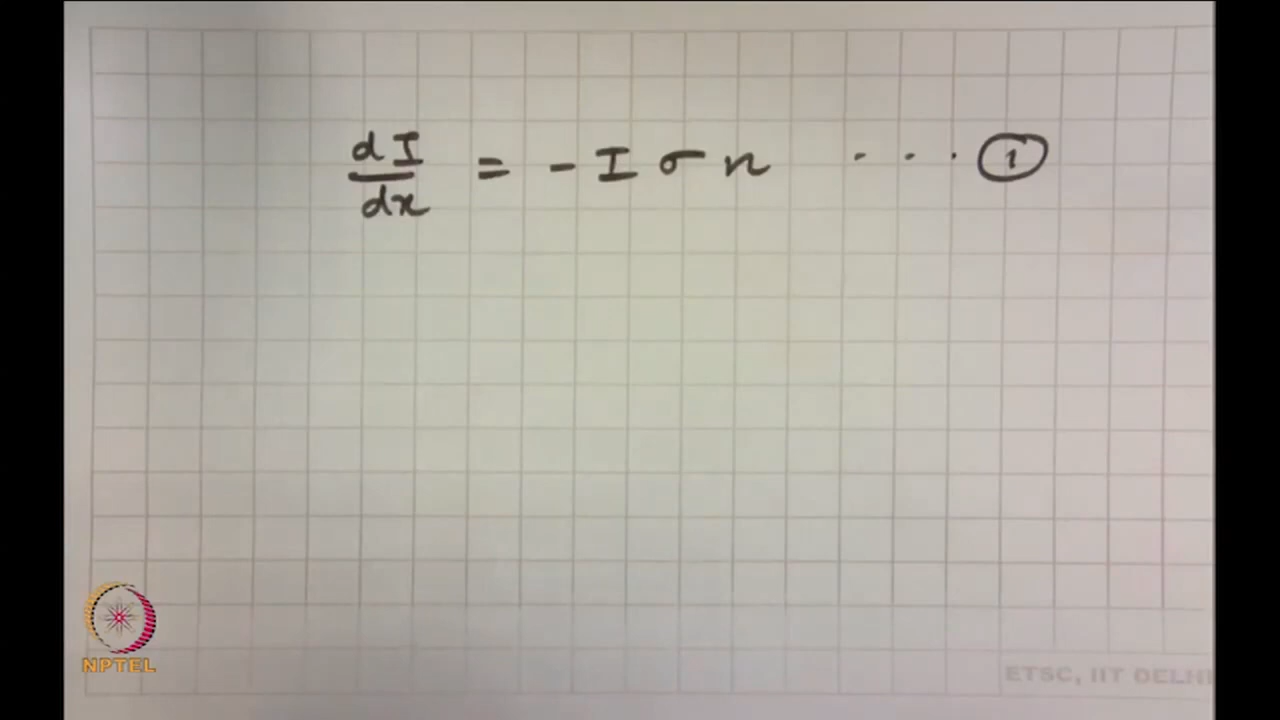 dI/dx = - I σ n . . . ①
NPTEL
ETSC, IIT DELHI